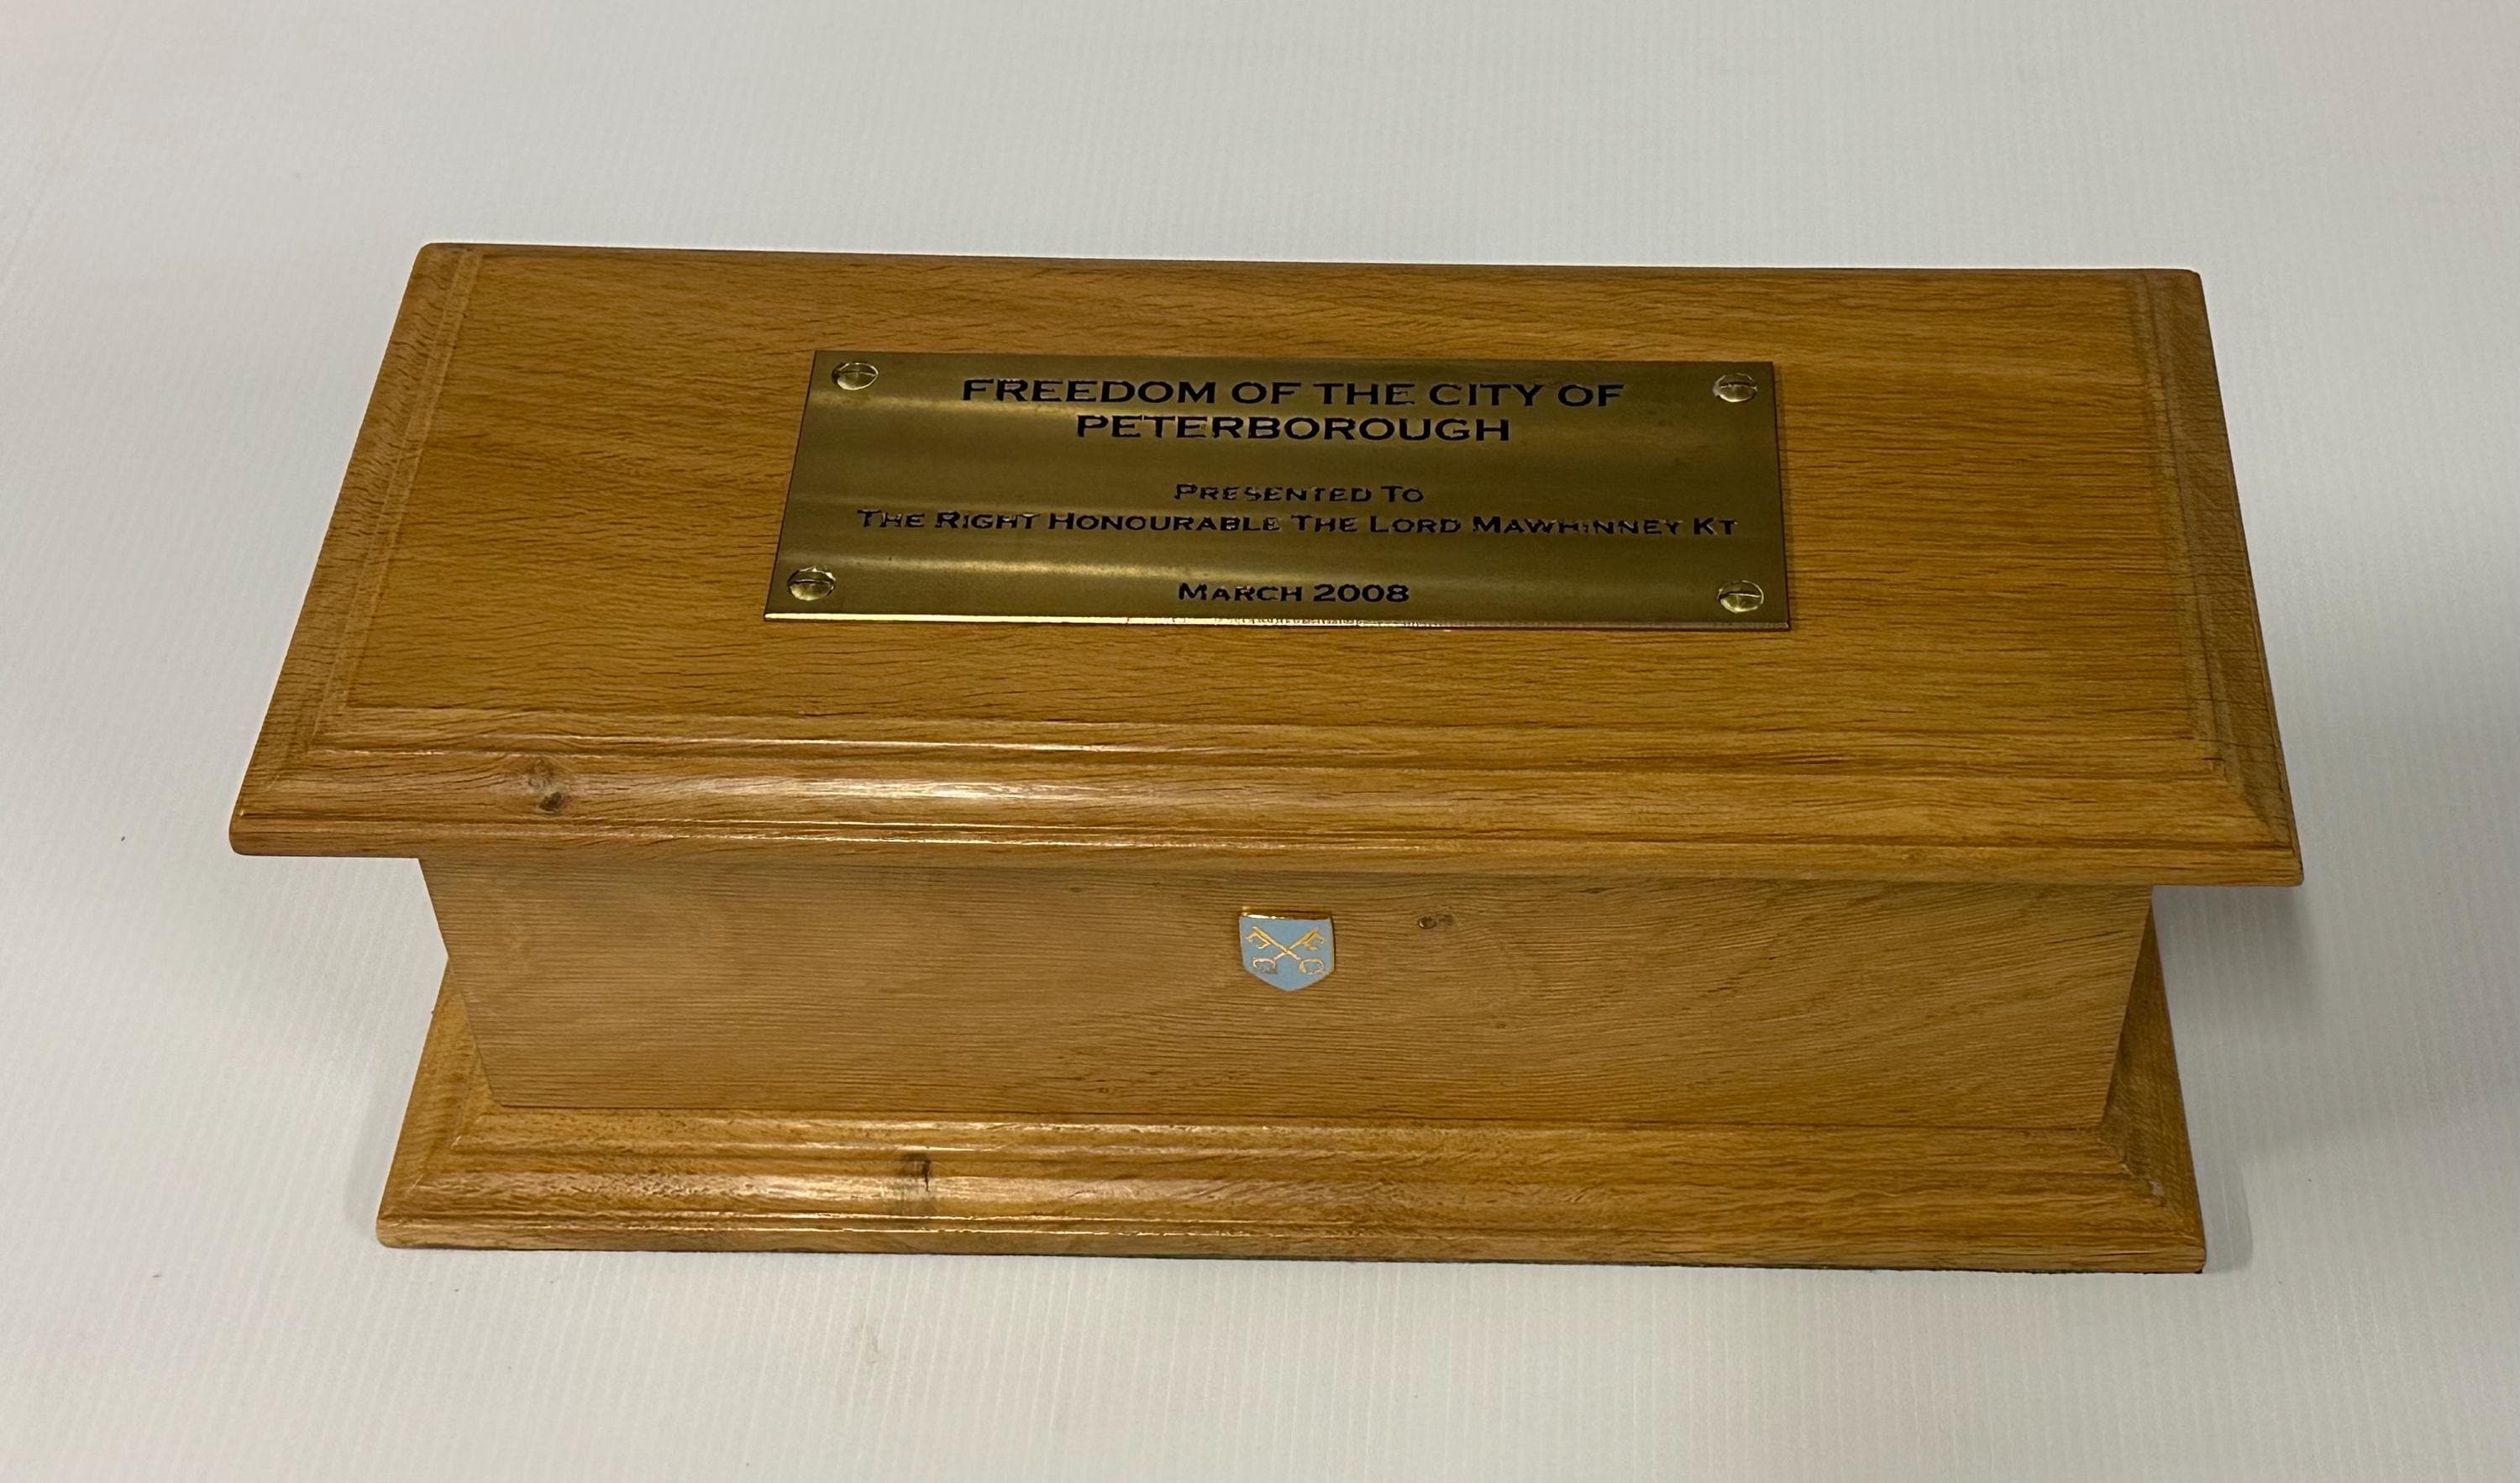 FREEDOM OF THE CITY OF
PETERBOROUGH
PRESENTED TO
THE RIGHT HONOURABLE THE LORD MAWHINNEY KT
MARCH 2008